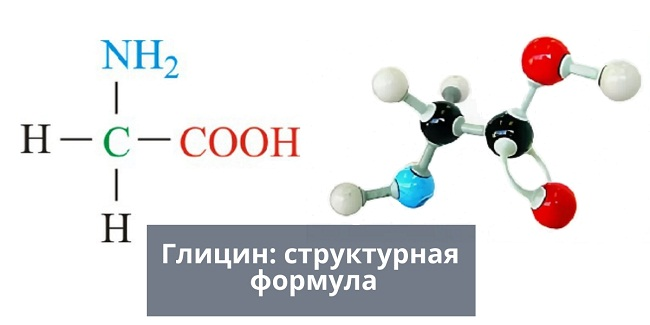 NH₂
H — C — COOH
H
Глицин: структурная
формула